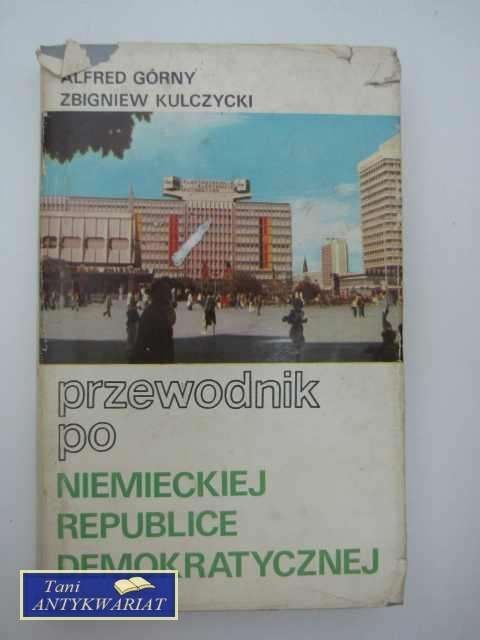 ALFRED GÓRNY
ZBIGNIEW KULCZYCKI
przewodnik
po
NIEMIECKIEJ
REPUBLICE
DEMOKRATYCZNEJ
Tani
ANTYKWARIAT